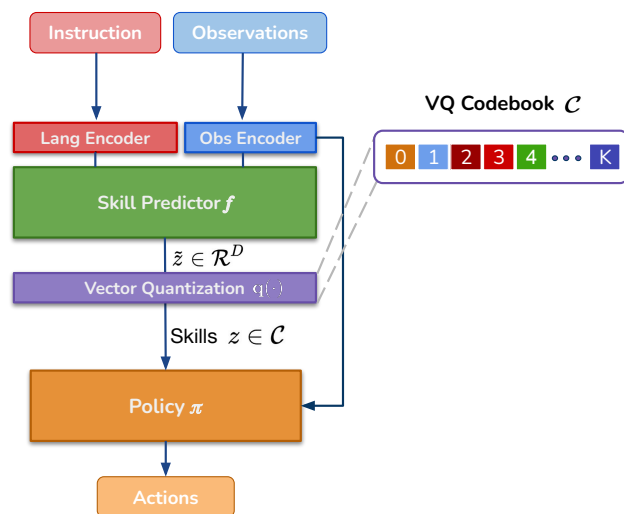 Instruction
Observations
VQ Codebook 𝒞
Lang Encoder
Obs Encoder
0 1 2 3 4 ••• K
Skill Predictor f
z̃ ∈ ℛᴰ
Vector Quantization q(·)
Skills z ∈ 𝒞
Policy π
Actions